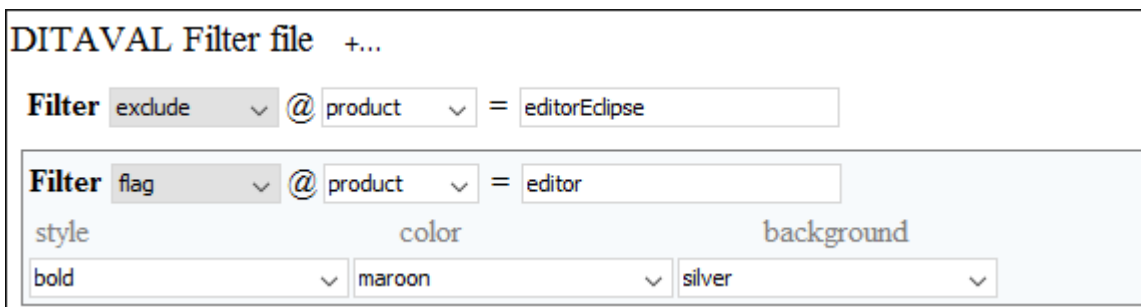 DITAVAL Filter file +...
Filter exclude @ product = editorEclipse
Filter flag @ product = editor
style color background
bold maroon silver